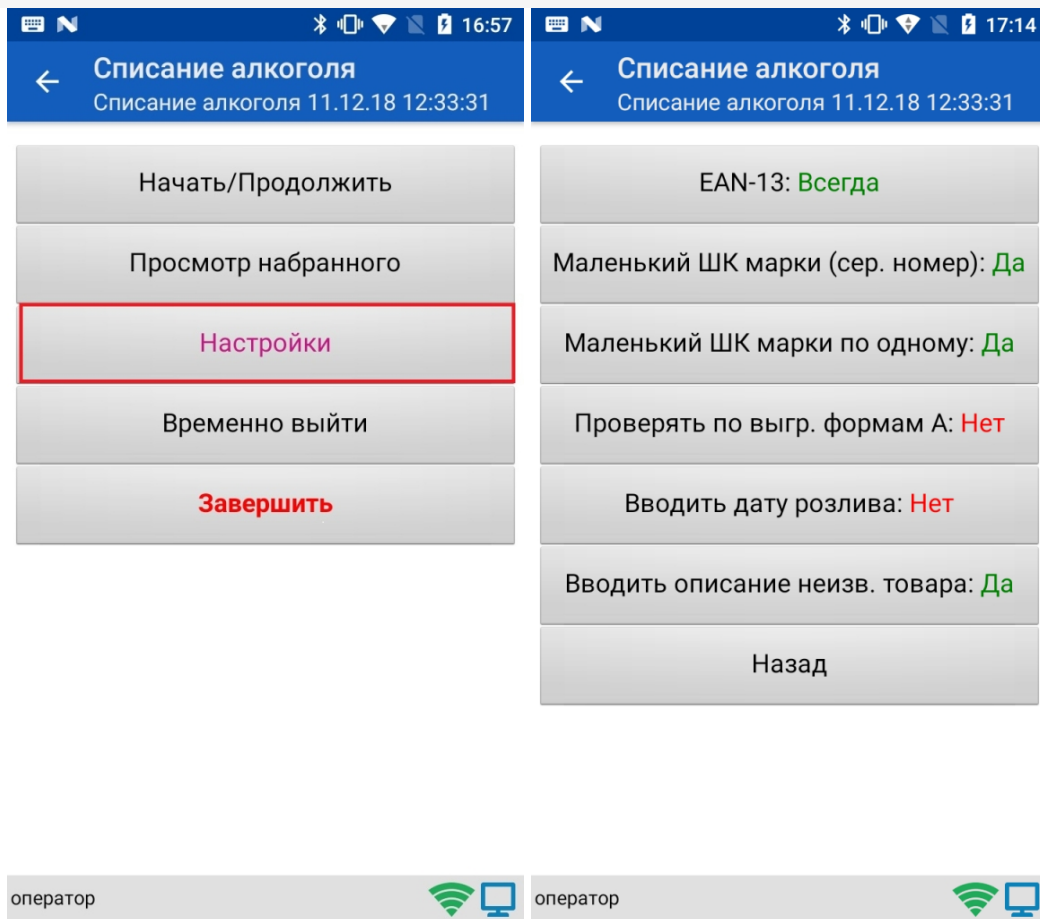 16:57
Списание алкоголя
Списание алкоголя 11.12.18 12:33:31
Начать/Продолжить
Просмотр набранного
Настройки
Временно выйти
Завершить
оператор
17:14
Списание алкоголя
Списание алкоголя 11.12.18 12:33:31
EAN-13: Всегда
Маленький ШК марки (сер. номер): Да
Маленький ШК марки по одному: Да
Проверять по выгр. формам А: Нет
Вводить дату розлива: Нет
Вводить описание неизв. товара: Да
Назад
оператор